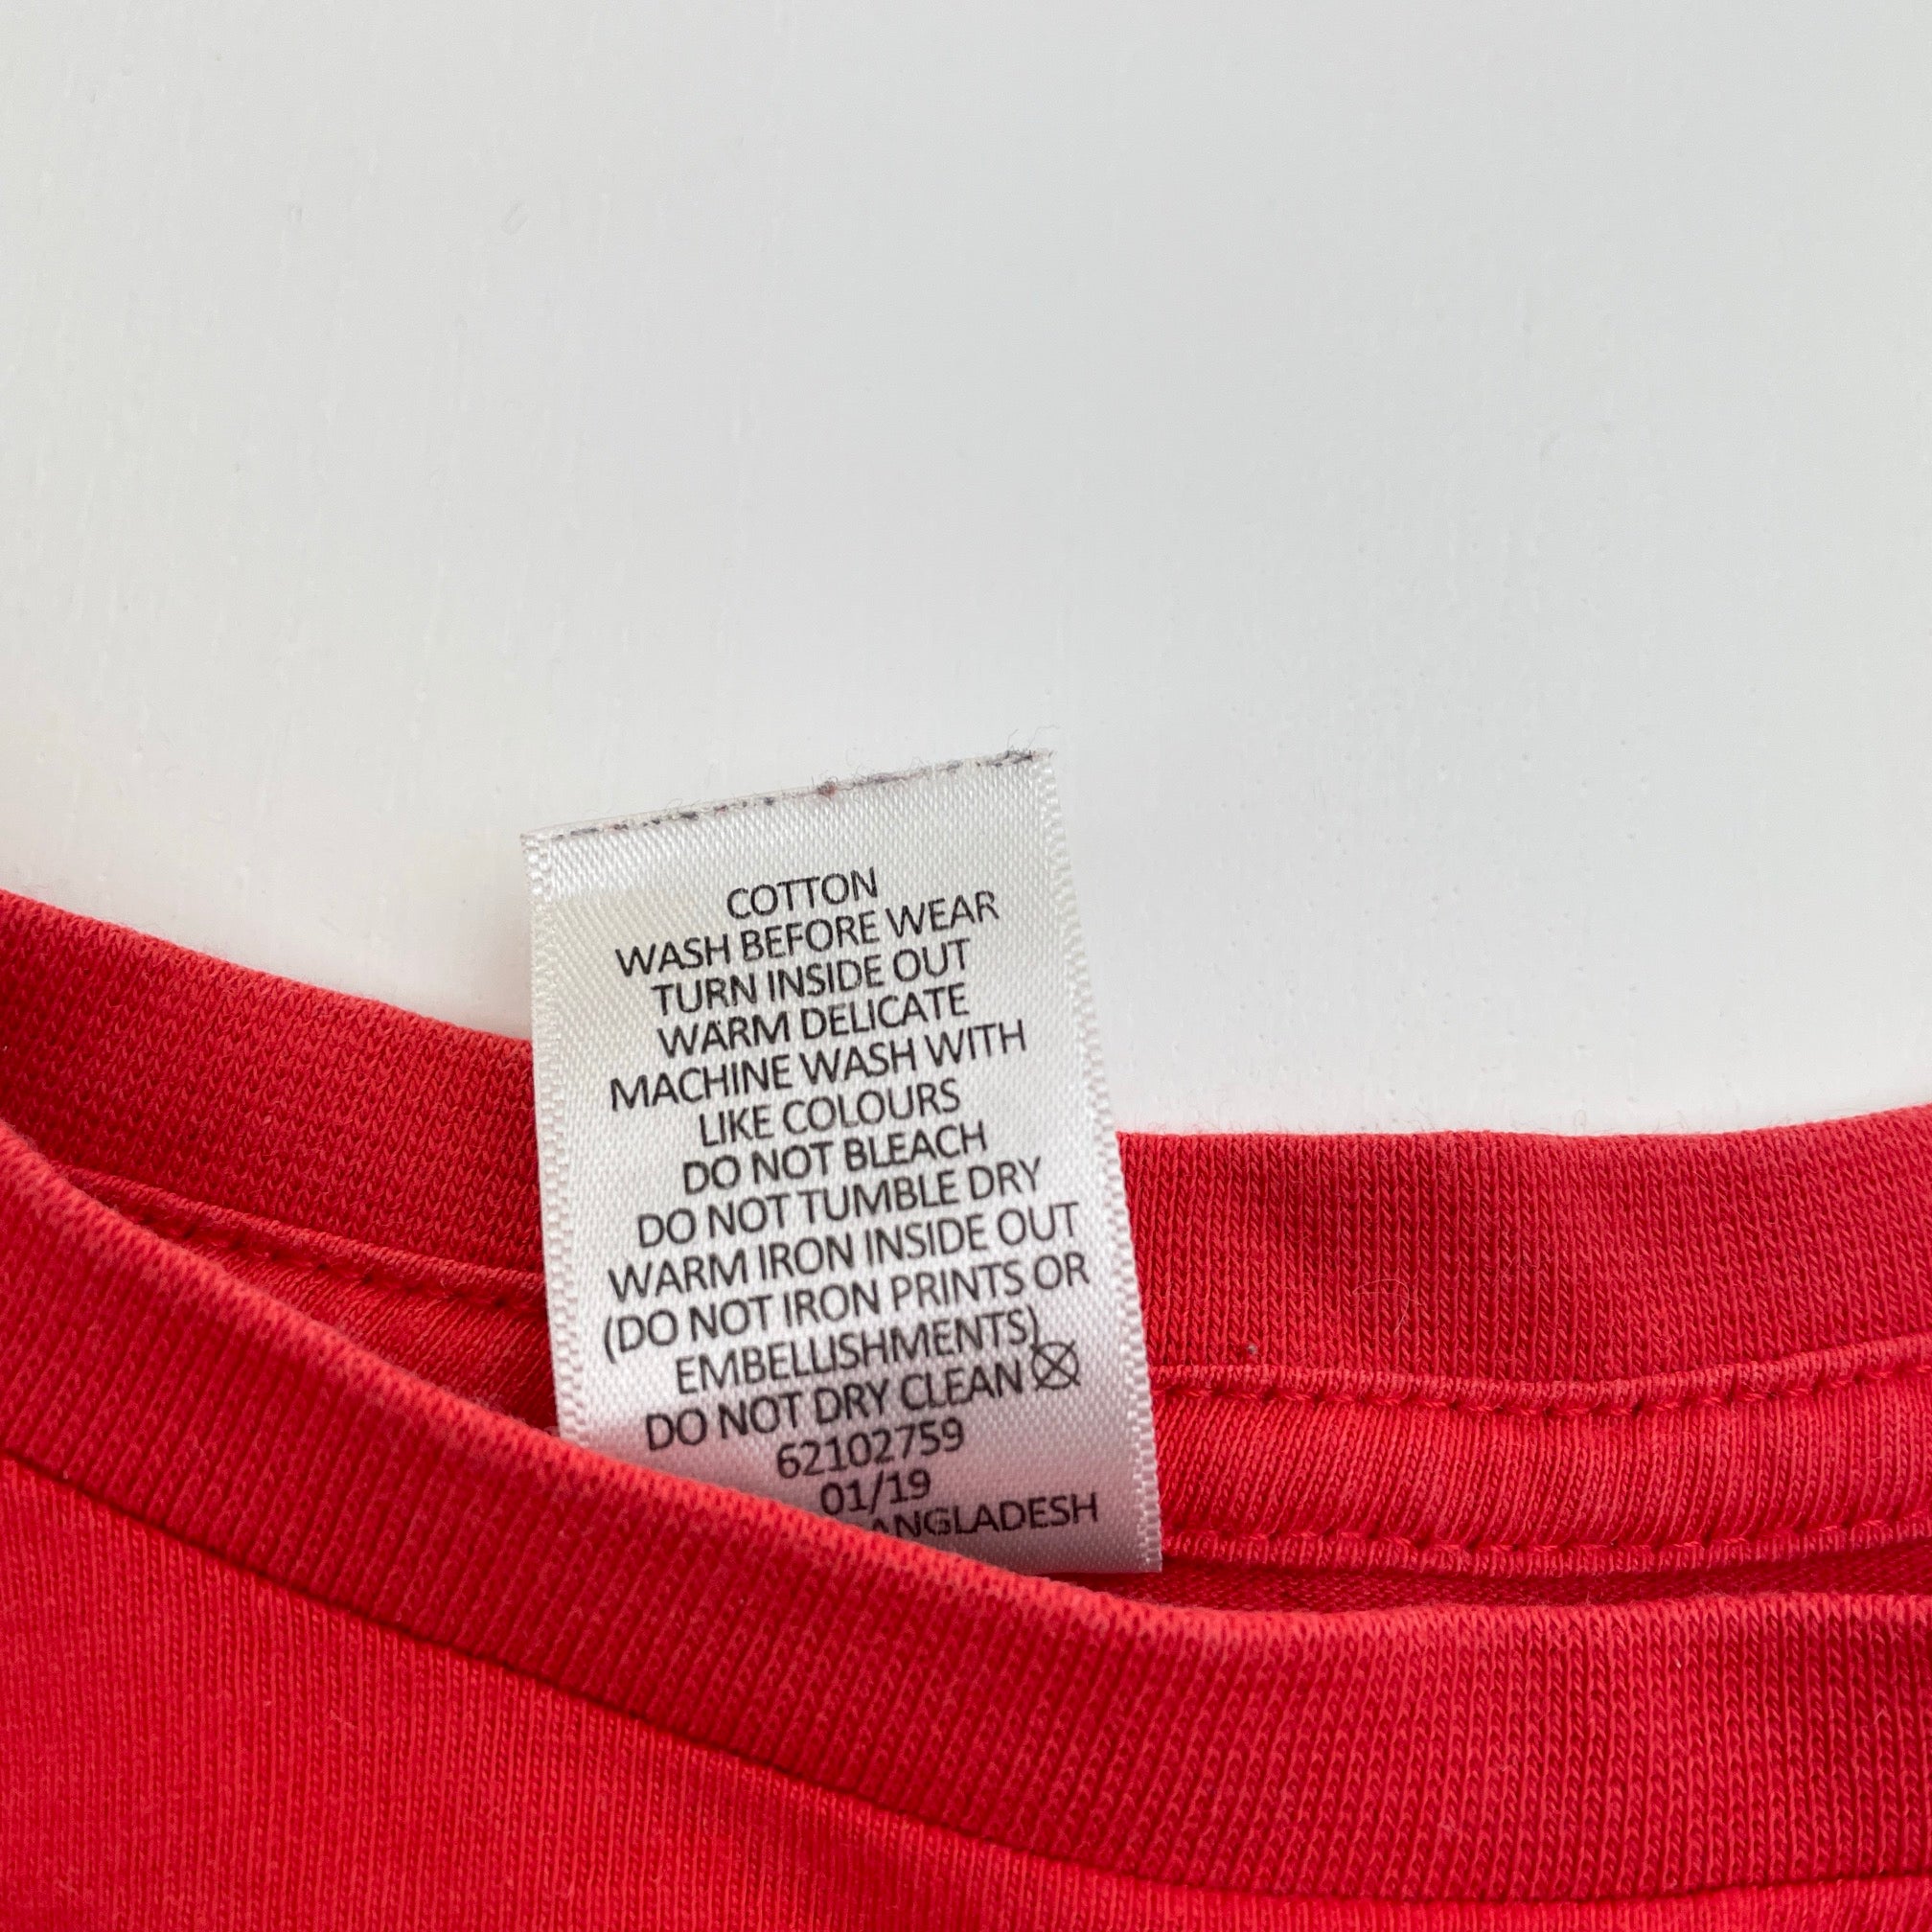 COTTON
WASH BEFORE WEAR
TURN INSIDE OUT
WARM DELICATE
MACHINE WASH WITH
LIKE COLOURS
DO NOT BLEACH
DO NOT TUMBLE DRY
WARM IRON INSIDE OUT
(DO NOT IRON PRINTS OR
EMBELLISHMENTS)
DO NOT DRY CLEAN
62102759
01/19
ANGLADESH